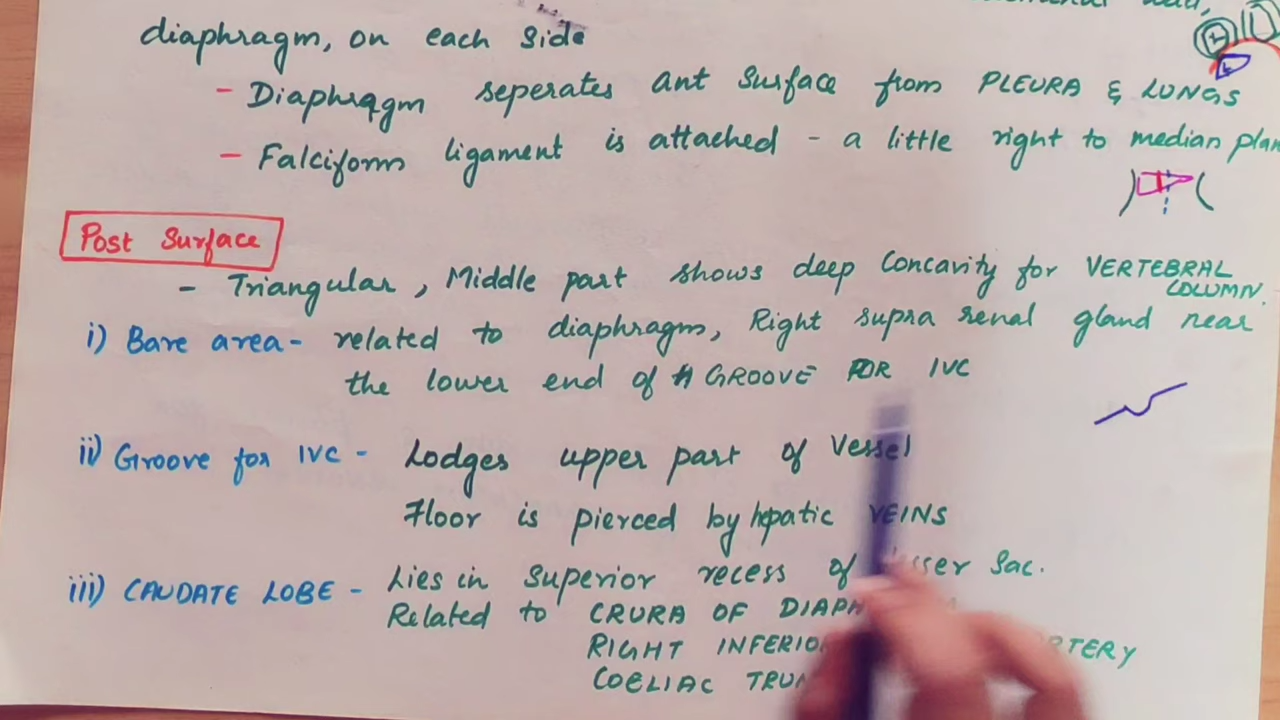 diaphragm, on each side
- Diaphragm seperates ant surface from PLEURA & LUNGS
- Falciform ligament is attached - a little right to median plan
Post Surface
- Triangular, Middle part shows deep concavity for VERTEBRAL COLUMN.
i) Bare area - related to diaphragm, Right supra renal gland near
the lower end of GROOVE FOR IVC
ii) Groove for IVC - Lodges upper part of Vessel
Floor is pierced by hepatic VEINS
iii) CAUDATE LOBE - Lies in superior recess of Sac.
Related to CRURA OF
RIGHT
COELIAC